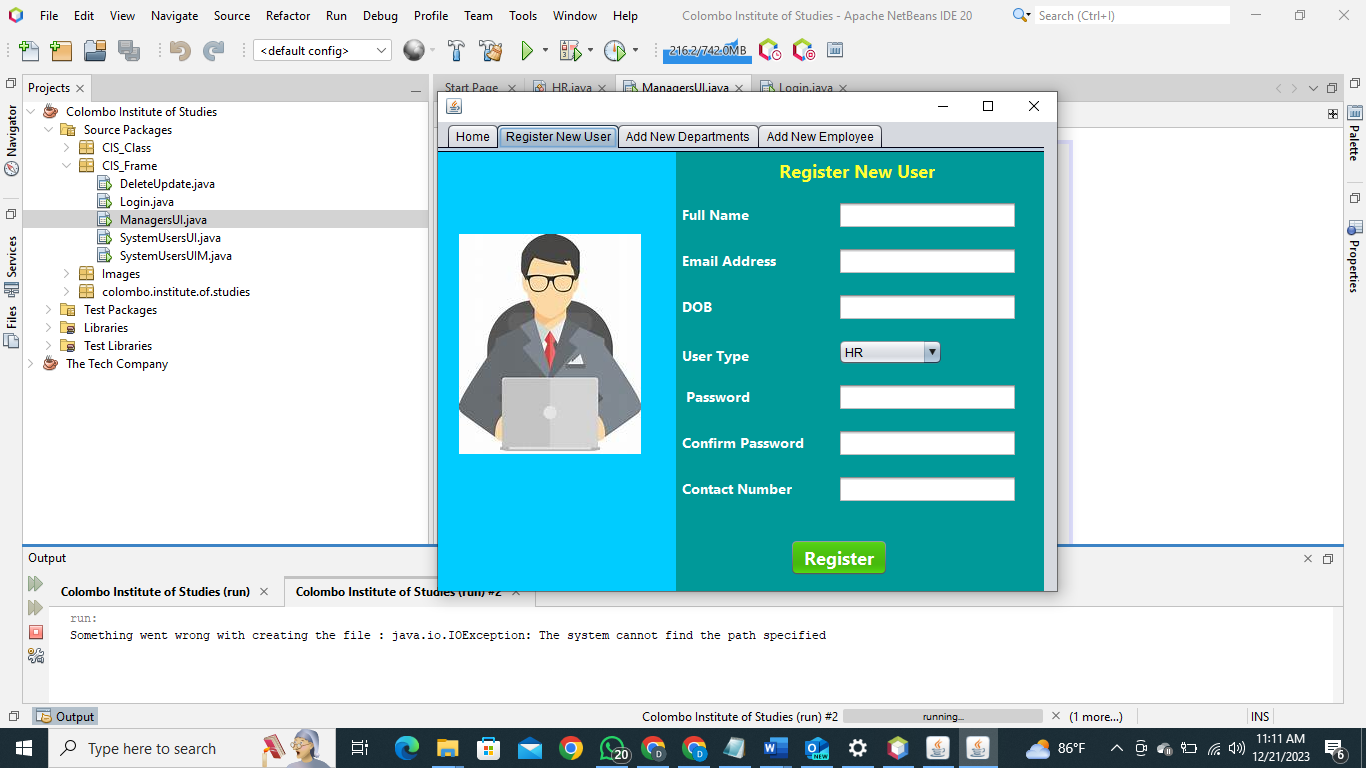 File Edit View Navigate Source Refactor Run Debug Profile Team Tools Window Help
Colombo Institute of Studies - Apache NetBeans IDE 20
Search (Ctrl+I)
<default config>
216.2/742.0MB
Projects
Start Page
HR.java
ManagersUI.java
Login.java
Navigator
Services
Files
Palette
Properties
Colombo Institute of Studies
Source Packages
CIS_Class
CIS_Frame
DeleteUpdate.java
Login.java
ManagersUI.java
SystemUsersUI.java
SystemUsersUIM.java
Images
colombo.institute.of.studies
Test Packages
Libraries
Test Libraries
The Tech Company
Home
Register New User
Add New Departments
Add New Employee
Register New User
Full Name
Email Address
DOB
User Type
HR
Password
Confirm Password
Contact Number
Register
Output
Colombo Institute of Studies (run)
Colombo Institute of Studies (run) #2
run:
Something went wrong with creating the file : java.io.IOException: The system cannot find the path specified
Output
Colombo Institute of Studies (run) #2
running...
(1 more...)
INS
Type here to search
20
D
D
NEW
86°F
11:11 AM
12/21/2023
6